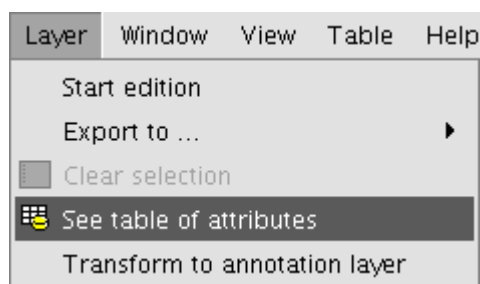 Layer Window View Table Help
Start edition
Export to ...
Clear selection
See table of attributes
Transform to annotation layer